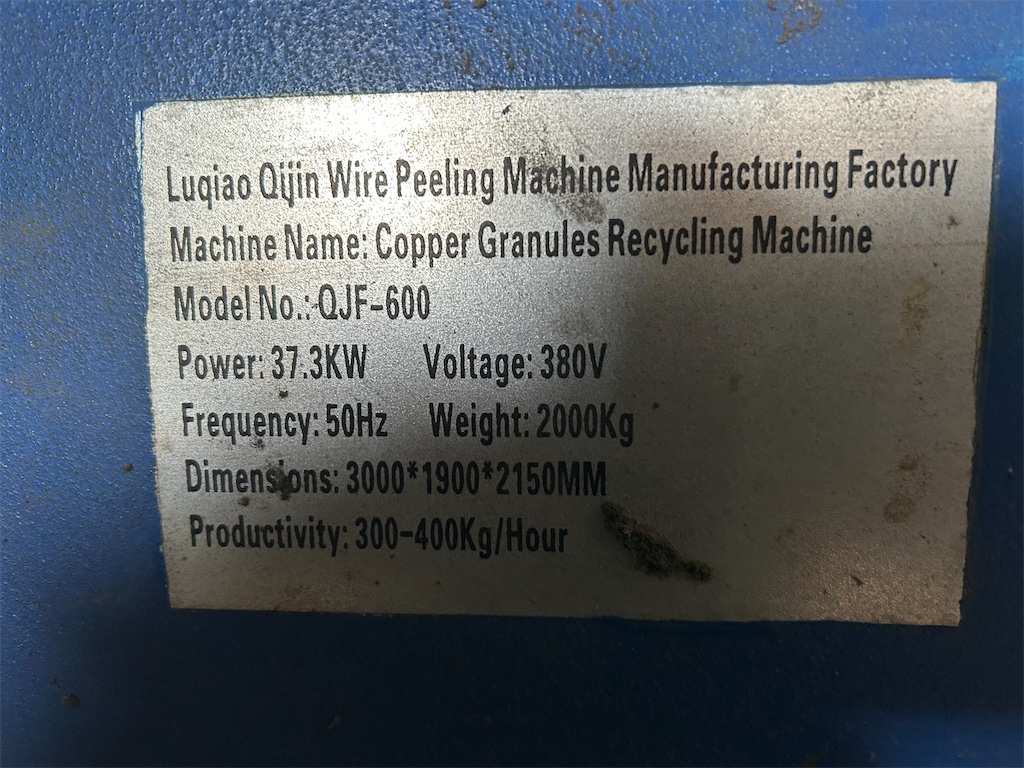 Luqiao Qijin Wire Peeling Machine Manufacturing Factory
Machine Name: Copper Granules Recycling Machine
Model No.: QJF-600
Power: 37.3KW Voltage: 380V
Frequency: 50Hz Weight: 2000Kg
Dimensions: 3000*1900*2150MM
Productivity: 300-400Kg/Hour